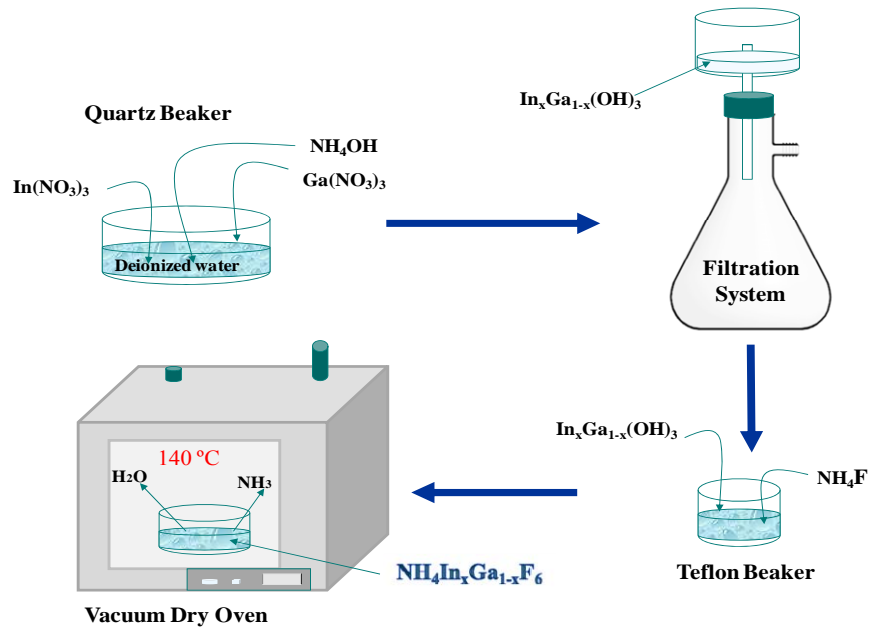 Quartz Beaker
In(NO₃)₃
NH₄OH
Ga(NO₃)₃
Deionized water
InₓGa₁₋ₓ(OH)₃
Filtration
System
InₓGa₁₋ₓ(OH)₃
NH₄F
Teflon Beaker
140 ºC
H₂O
NH₃
NH₄InₓGa₁₋ₓF₆
Vacuum Dry Oven